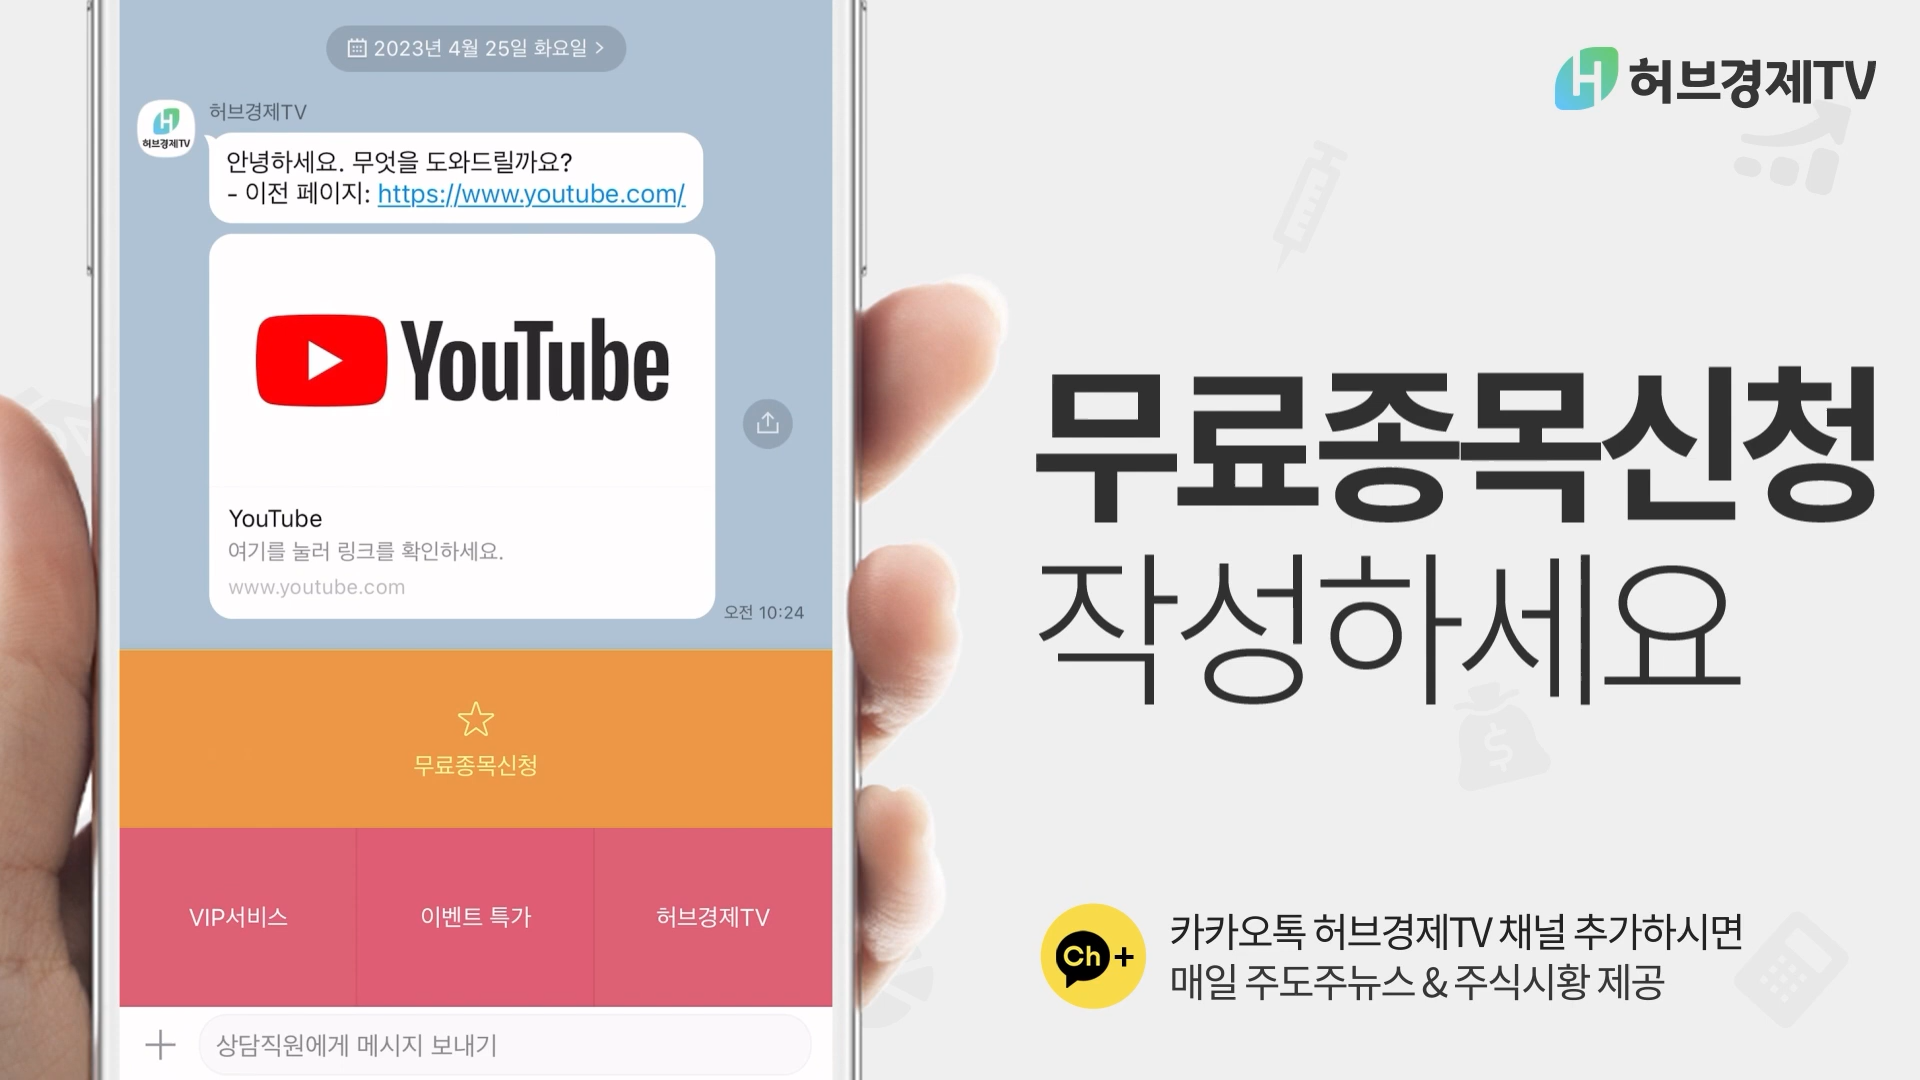 2023년 4월 25일 화요일 >
허브경제TV
허브경제TV
안녕하세요. 무엇을 도와드릴까요?
- 이전 페이지: https://www.youtube.com/
YouTube
YouTube
여기를 눌러 링크를 확인하세요.
www.youtube.com
오전 10:24
무료종목신청
VIP서비스
이벤트 특가
허브경제TV
상담직원에게 메시지 보내기
허브경제TV
무료종목신청
작성하세요
Ch+
카카오톡 허브경제TV 채널 추가하시면
매일 주도주뉴스 & 주식시황 제공